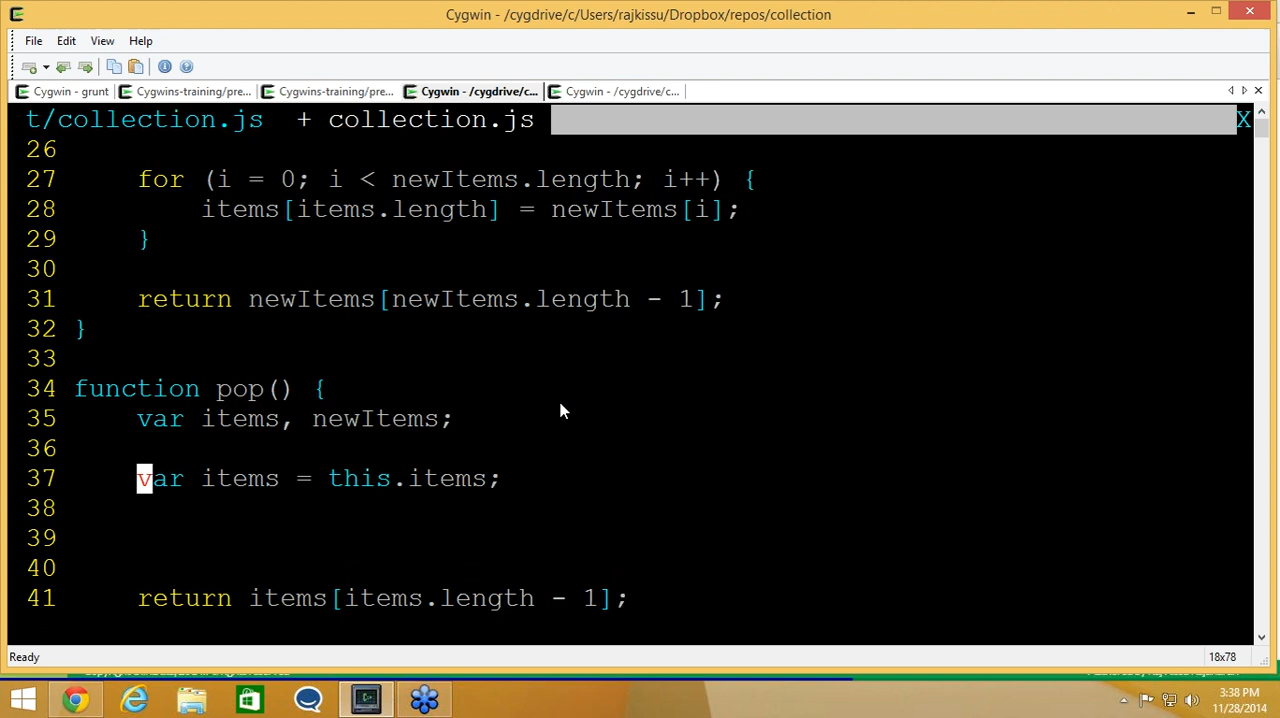 Cygwin - /cygdrive/c/Users/rajkissu/Dropbox/repos/collection
File Edit View Help
Cygwin - grunt Cygwins-training/pre... Cygwins-training/pre... Cygwin - /cygdrive/c... Cygwin - /cygdrive/c...
t/collection.js + collection.js X
26
27 for (i = 0; i < newItems.length; i++) {
28 items[items.length] = newItems[i];
29 }
30
31 return newItems[newItems.length - 1];
32 }
33
34 function pop() {
35 var items, newItems;
36
37 var items = this.items;
38
39
40
41 return items[items.length - 1];
Ready 18x78
3:38 PM
11/28/2014